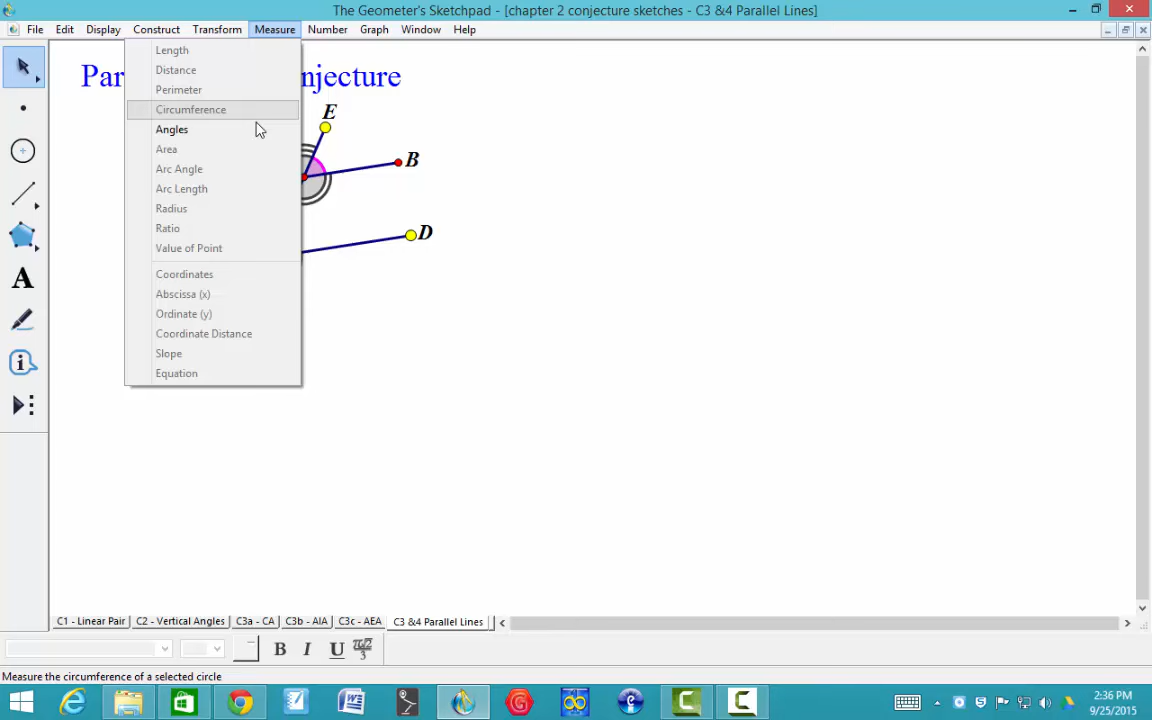 The Geometer's Sketchpad - [chapter 2 conjecture sketches - C3 &4 Parallel Lines]
File Edit Display Construct Transform Measure Number Graph Window Help
Length
Distance
Perimeter
Circumference
Angles
Area
Arc Angle
Arc Length
Radius
Ratio
Value of Point
Coordinates
Abscissa (x)
Ordinate (y)
Coordinate Distance
Slope
Equation
Par njecture
E
B
D
A
C1 - Linear Pair C2 - Vertical Angles C3a - CA C3b - AIA C3c - AEA C3 &4 Parallel Lines
B I U
Measure the circumference of a selected circle
2:36 PM
9/25/2015